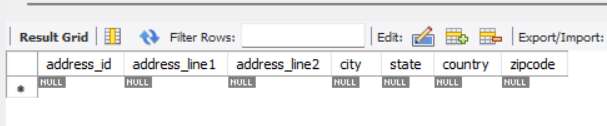 Result Grid Filter Rows: Edit: Export/Import:
address_id address_line1 address_line2 city state country zipcode
NULL NULL NULL NULL NULL NULL NULL